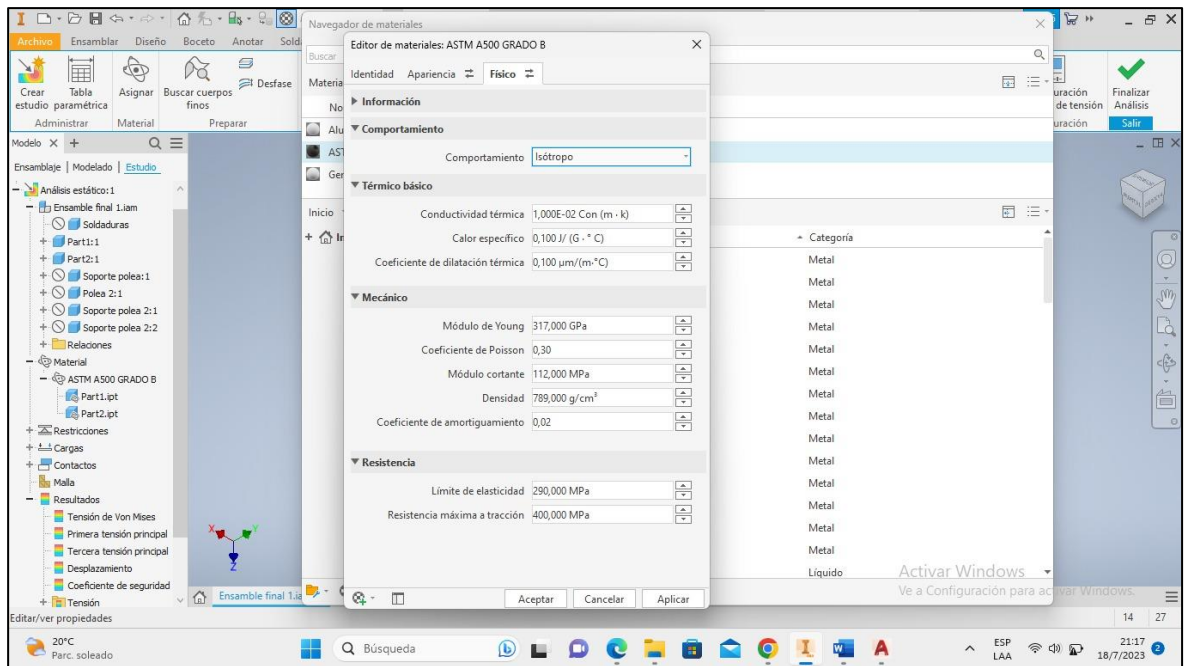 Navegador de materiales
Archivo Ensamblar Diseño Boceto Anotar Sold
Crear estudio
Tabla paramétrica
Asignar
Buscar cuerpos finos
Desfase
Administrar Material Preparar
uración de tensión
uración
Finalizar Análisis
Salir
Modelo
Ensamblaje | Modelado | Estudio
Análisis estático:1
Ensamble final 1.iam
Soldaduras
Part1:1
Part2:1
Soporte polea:1
Polea 2:1
Soporte polea 2:1
Soporte polea 2:2
Relaciones
Material
ASTM A500 GRADO B
Part1.ipt
Part2.ipt
Restricciones
Cargas
Contactos
Malla
Resultados
Tensión de Von Mises
Primera tensión principal
Tercera tensión principal
Desplazamiento
Coeficiente de seguridad
Tensión
X Y
Z
Ensamble final 1.ia
Buscar
Materia
No
Alu
AST
Ger
Inicio
In
Editor de materiales: ASTM A500 GRADO B
Identidad Apariencia Físico
Información
Comportamiento
Comportamiento Isótropo
Térmico básico
Conductividad térmica 1,000E-02 Con (m · k)
Calor específico 0,100 J/ (G · ° C)
Coeficiente de dilatación térmica 0,100 µm/(m·°C)
Mecánico
Módulo de Young 317,000 GPa
Coeficiente de Poisson 0,30
Módulo cortante 112,000 MPa
Densidad 789,000 g/cm³
Coeficiente de amortiguamiento 0,02
Resistencia
Límite de elasticidad 290,000 MPa
Resistencia máxima a tracción 400,000 MPa
Aceptar Cancelar Aplicar
Categoría
Metal
Metal
Metal
Metal
Metal
Metal
Metal
Metal
Metal
Metal
Metal
Metal
Metal
Metal
Líquido
Activar Windows
Ve a Configuración para activar Windows.
Editar/ver propiedades
14 27
20°C
Parc. soleado
Búsqueda
ESP
LAA
21:17
18/7/2023
2